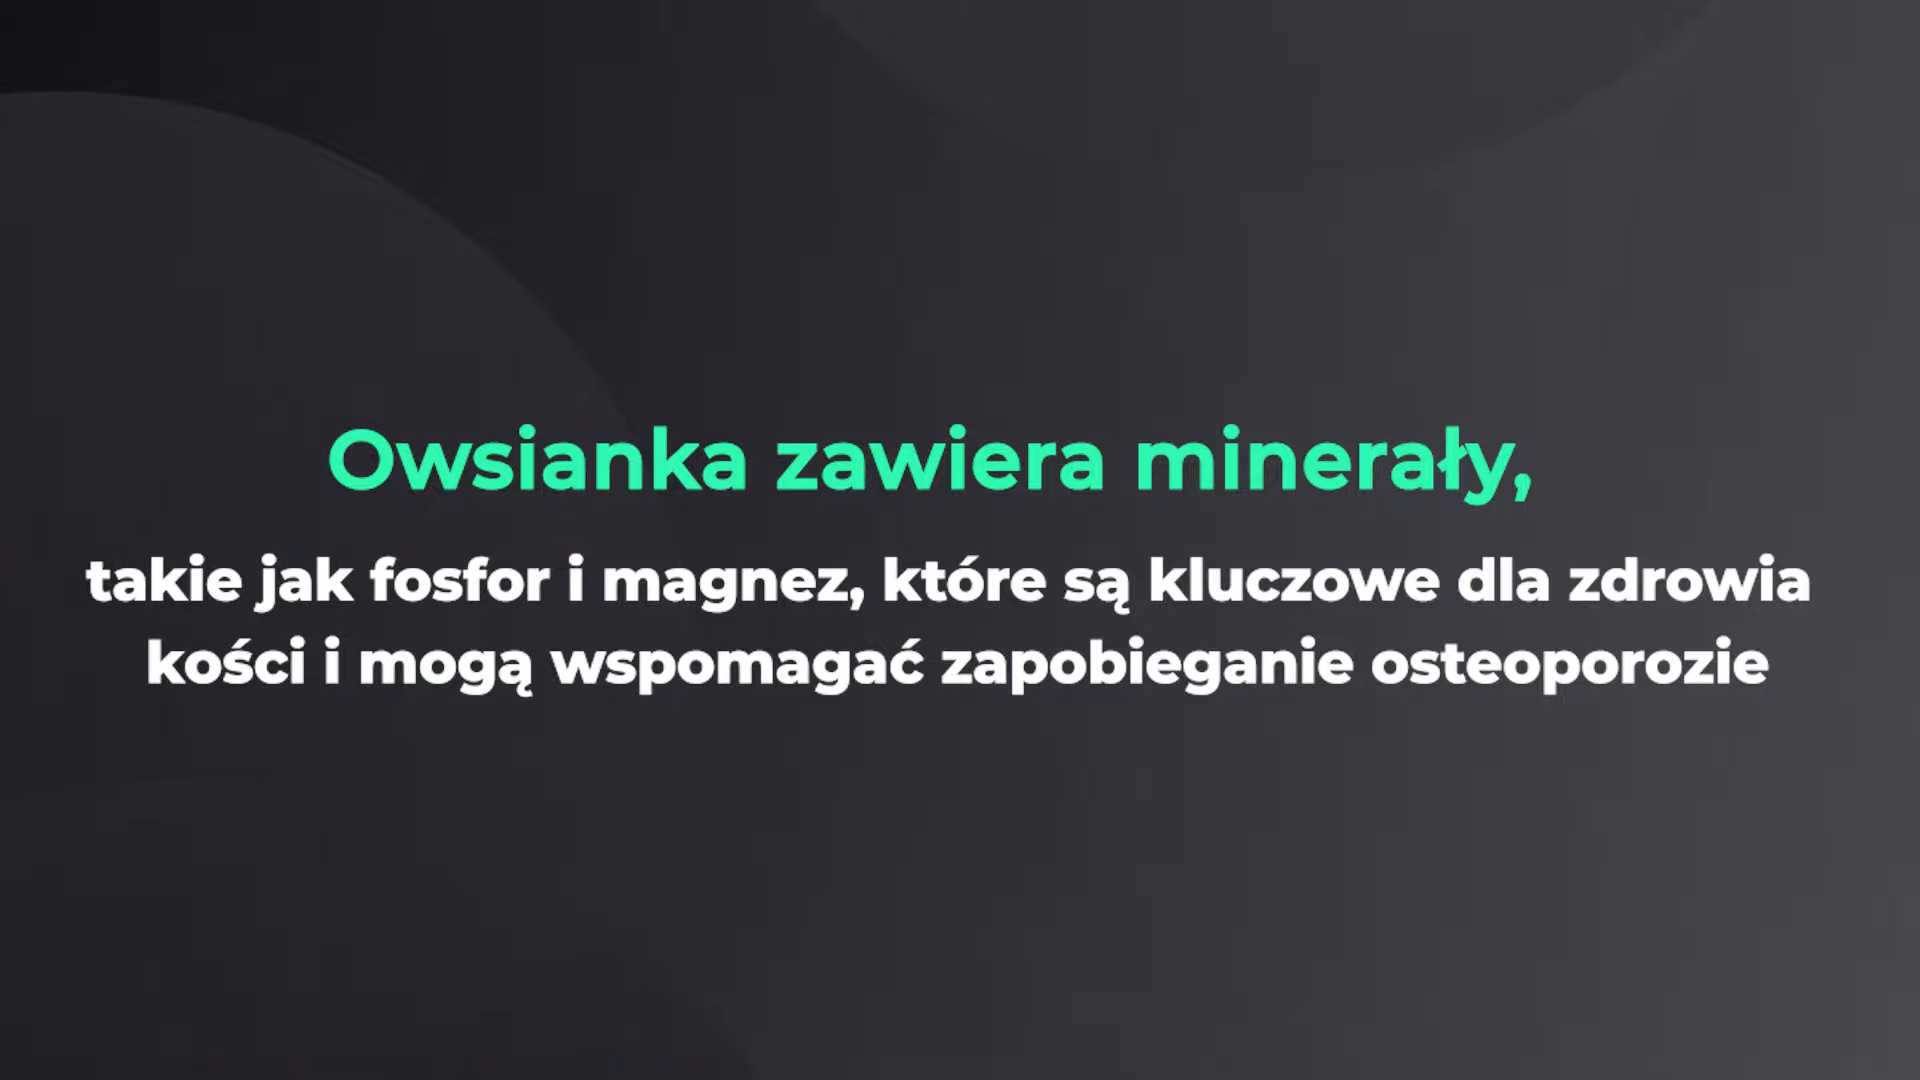 Owsianka zawiera minerały,
takie jak fosfor i magnez, które są kluczowe dla zdrowia
kości i mogą wspomagać zapobieganie osteoporozie